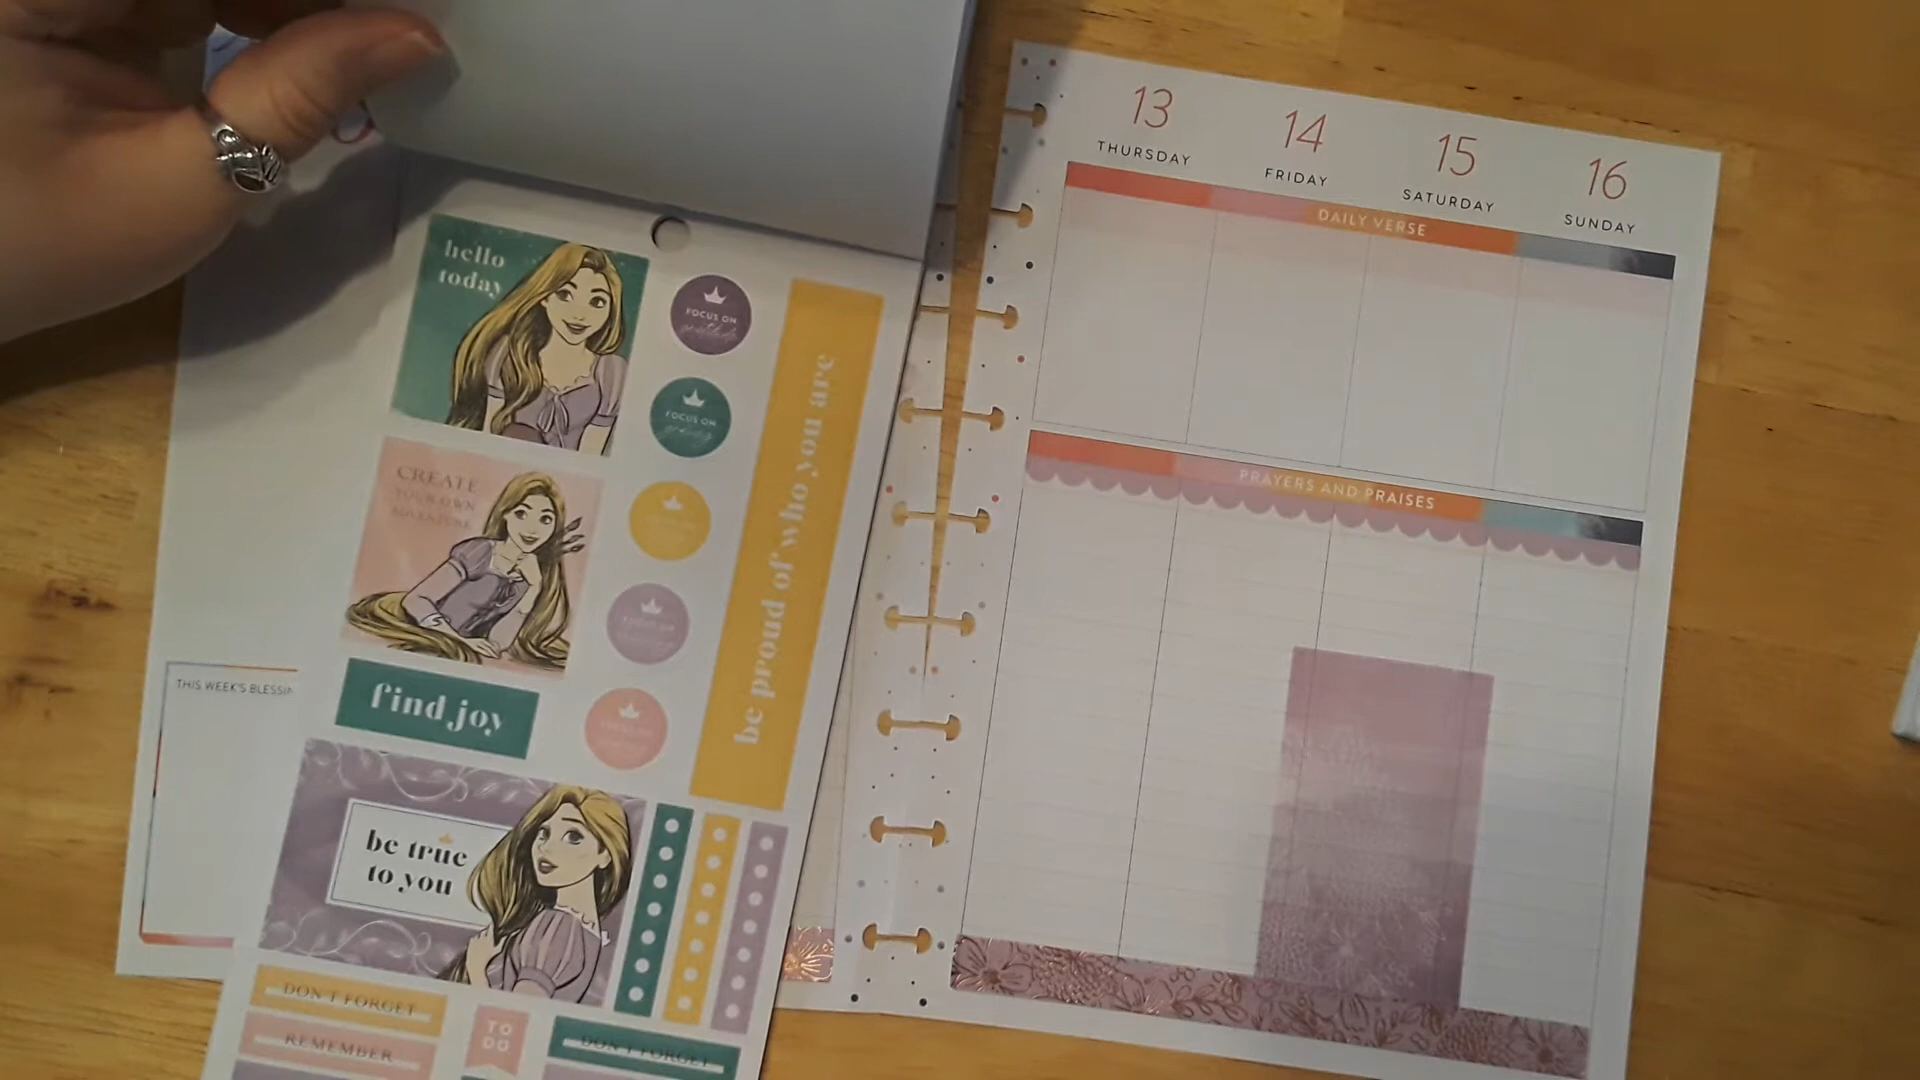 hello
today
FOCUS ON
gratitude
FOCUS ON
CREATE
YOUR OWN
ADVENTURE
find joy
be true
to you
be proud of who you are
DON'T FORGET
REMEMBER
TO
DO
DON'T FORGET
THIS WEEK'S BLESSIN
13
THURSDAY
14
FRIDAY
15
SATURDAY
16
SUNDAY
DAILY VERSE
PRAYERS AND PRAISES